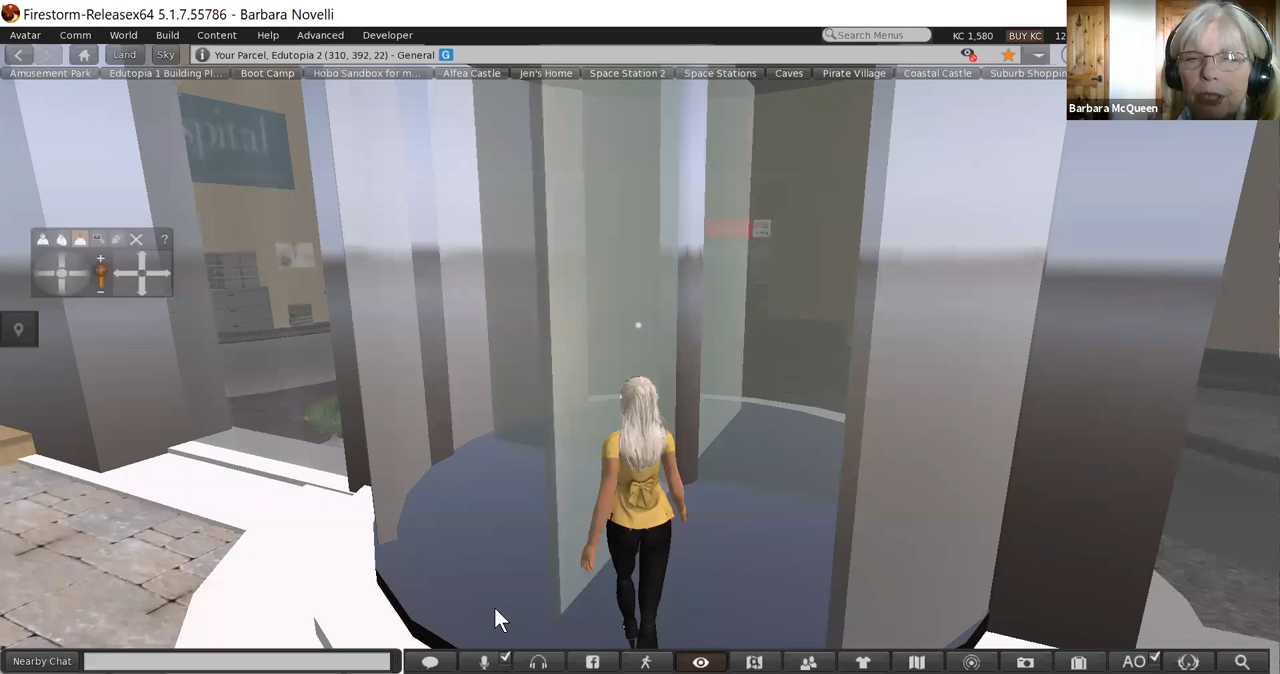 Firestorm-Releasex64 5.1.7.55786 - Barbara Novelli
Avatar Comm World Build Content Help Advanced Developer Search Menus KC 1,580 BUY KC 12
Land Sky Your Parcel, Edutopia 2 (310, 392, 22) - General G
Amusement Park Edutopia 1 Building Pl... Boot Camp Hobo Sandbox for m... Alfea Castle Jen's Home Space Station 2 Space Stations Caves Pirate Village Coastal Castle Suburb Shoppin
Barbara McQueen
spital
?
Nearby Chat AO